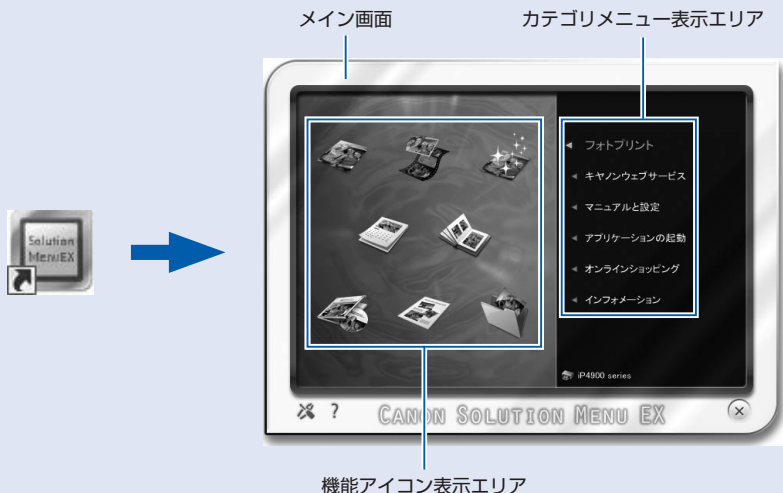 メイン画面
カテゴリメニュー表示エリア
フォトプリント
キヤノンウェブサービス
マニュアルと設定
アプリケーションの起動
オンラインショッピング
インフォメーション
Solution
MenuEX
iP4900 series
?
CANON SOLUTION MENU EX
機能アイコン表示エリア